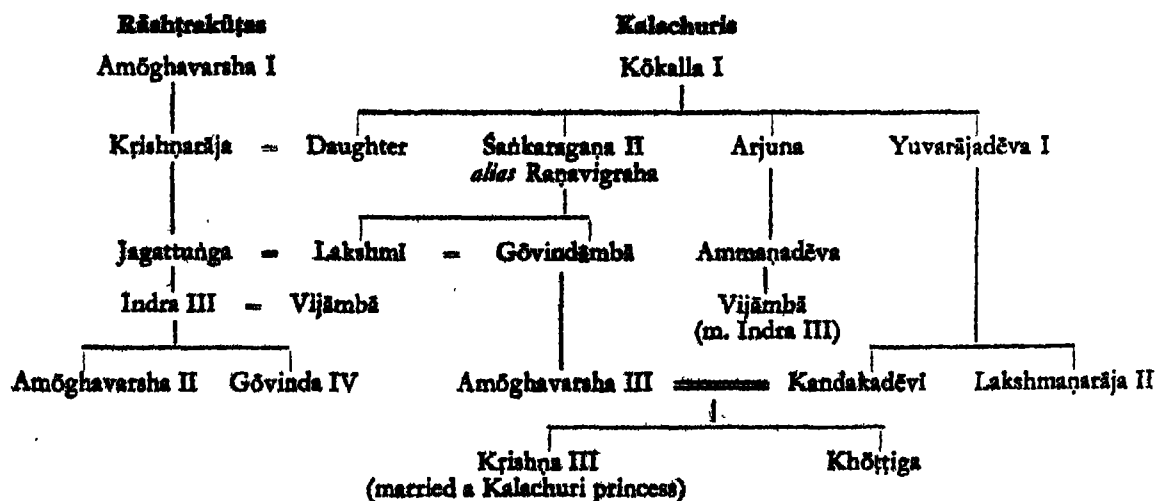 Rāshṭrakūṭas Kalachuris
Amōghavarsha I Kōkalla I
Kṛishṇarāja = Daughter Śaṅkaragaṇa II Arjuna Yuvarājadēva I
alias Raṇavigraha
Jagattuṅga = Lakshmī = Gōvindāmbā Ammaṇadēva
Indra III = Vijāmbā Vijāmbā
(m. Indra III)
Amōghavarsha II Gōvinda IV Amōghavarsha III = Kandakadēvī Lakshmaṇarāja II
Kṛishṇa III Khōṭṭiga
(married a Kalachuri princess)